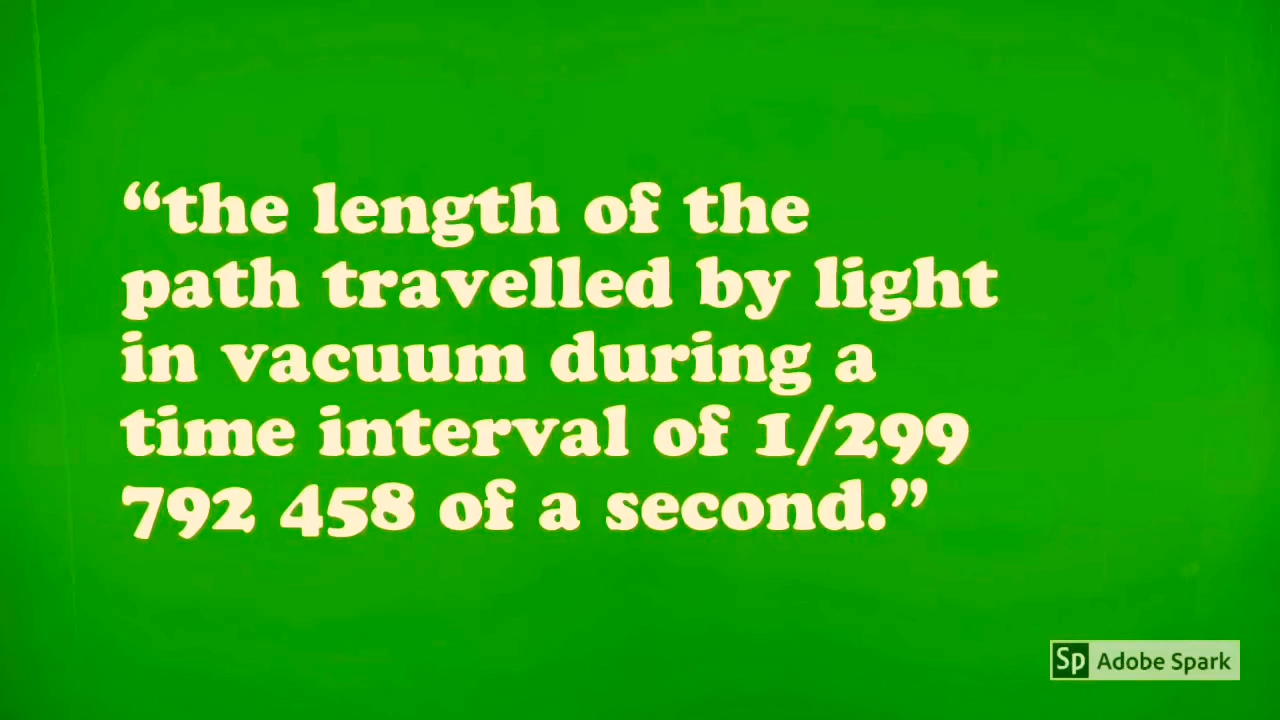 “the length of the
path travelled by light
in vacuum during a
time interval of 1/299
792 458 of a second.”
Sp Adobe Spark